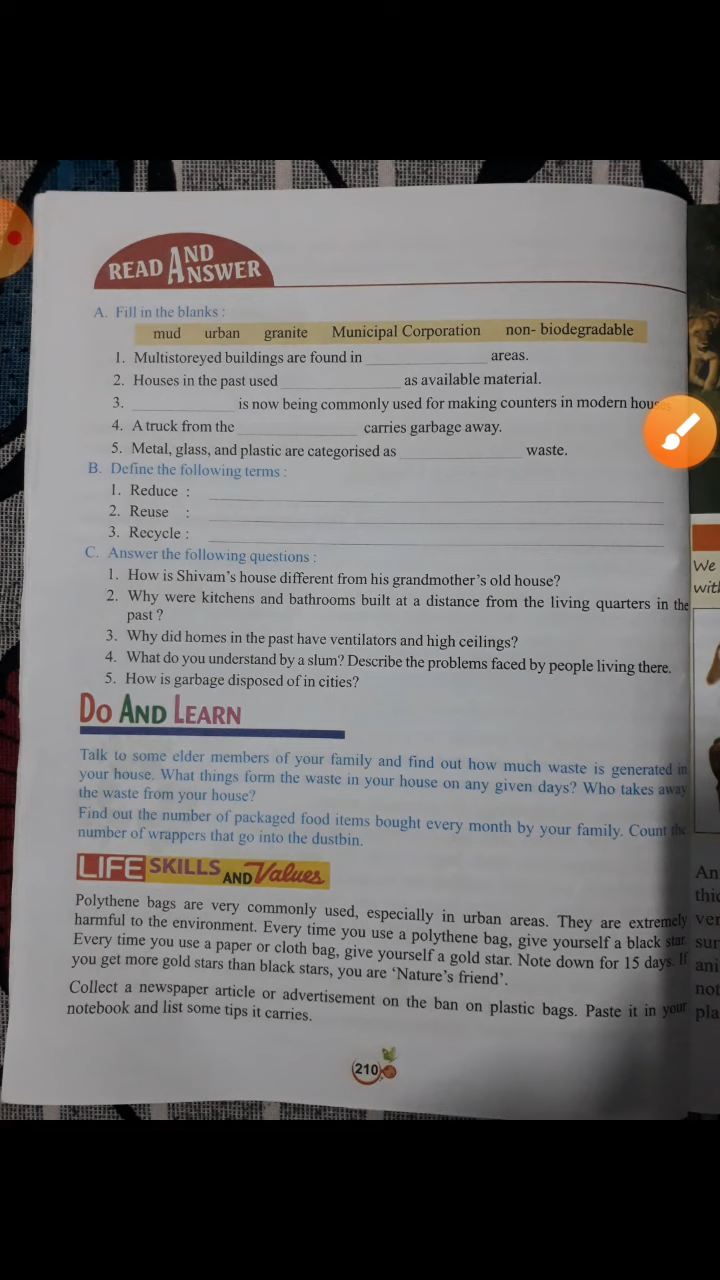 READ AND ANSWER
A. Fill in the blanks :
mud urban granite Municipal Corporation non- biodegradable
1. Multistoreyed buildings are found in ____________ areas.
2. Houses in the past used ____________ as available material.
3. ____________ is now being commonly used for making counters in modern
4. A truck from the ____________ carries garbage away.
5. Metal, glass, and plastic are categorised as ____________ waste.
B. Define the following terms :
1. Reduce :
2. Reuse :
3. Recycle :
C. Answer the following questions :
1. How is Shivam's house different from his grandmother's old house?
2. Why were kitchens and bathrooms built at a distance from the living quarters in the
past ?
3. Why did homes in the past have ventilators and high ceilings?
4. What do you understand by a slum? Describe the problems faced by people living there.
5. How is garbage disposed of in cities?
DO AND LEARN
Talk to some elder members of your family and find out how much waste is generated in
your house. What things form the waste in your house on any given days? Who takes away
the waste from your house?
Find out the number of packaged food items bought every month by your family. Count the
number of wrappers that go into the dustbin.
LIFE SKILLS AND Values
Polythene bags are very commonly used, especially in urban areas. They are extremely
harmful to the environment. Every time you use a polythene bag, give yourself a black star.
Every time you use a paper or cloth bag, give yourself a gold star. Note down for 15 days. If
you get more gold stars than black stars, you are 'Nature's friend'.
Collect a newspaper article or advertisement on the ban on plastic bags. Paste it in your
notebook and list some tips it carries.
210
We
An